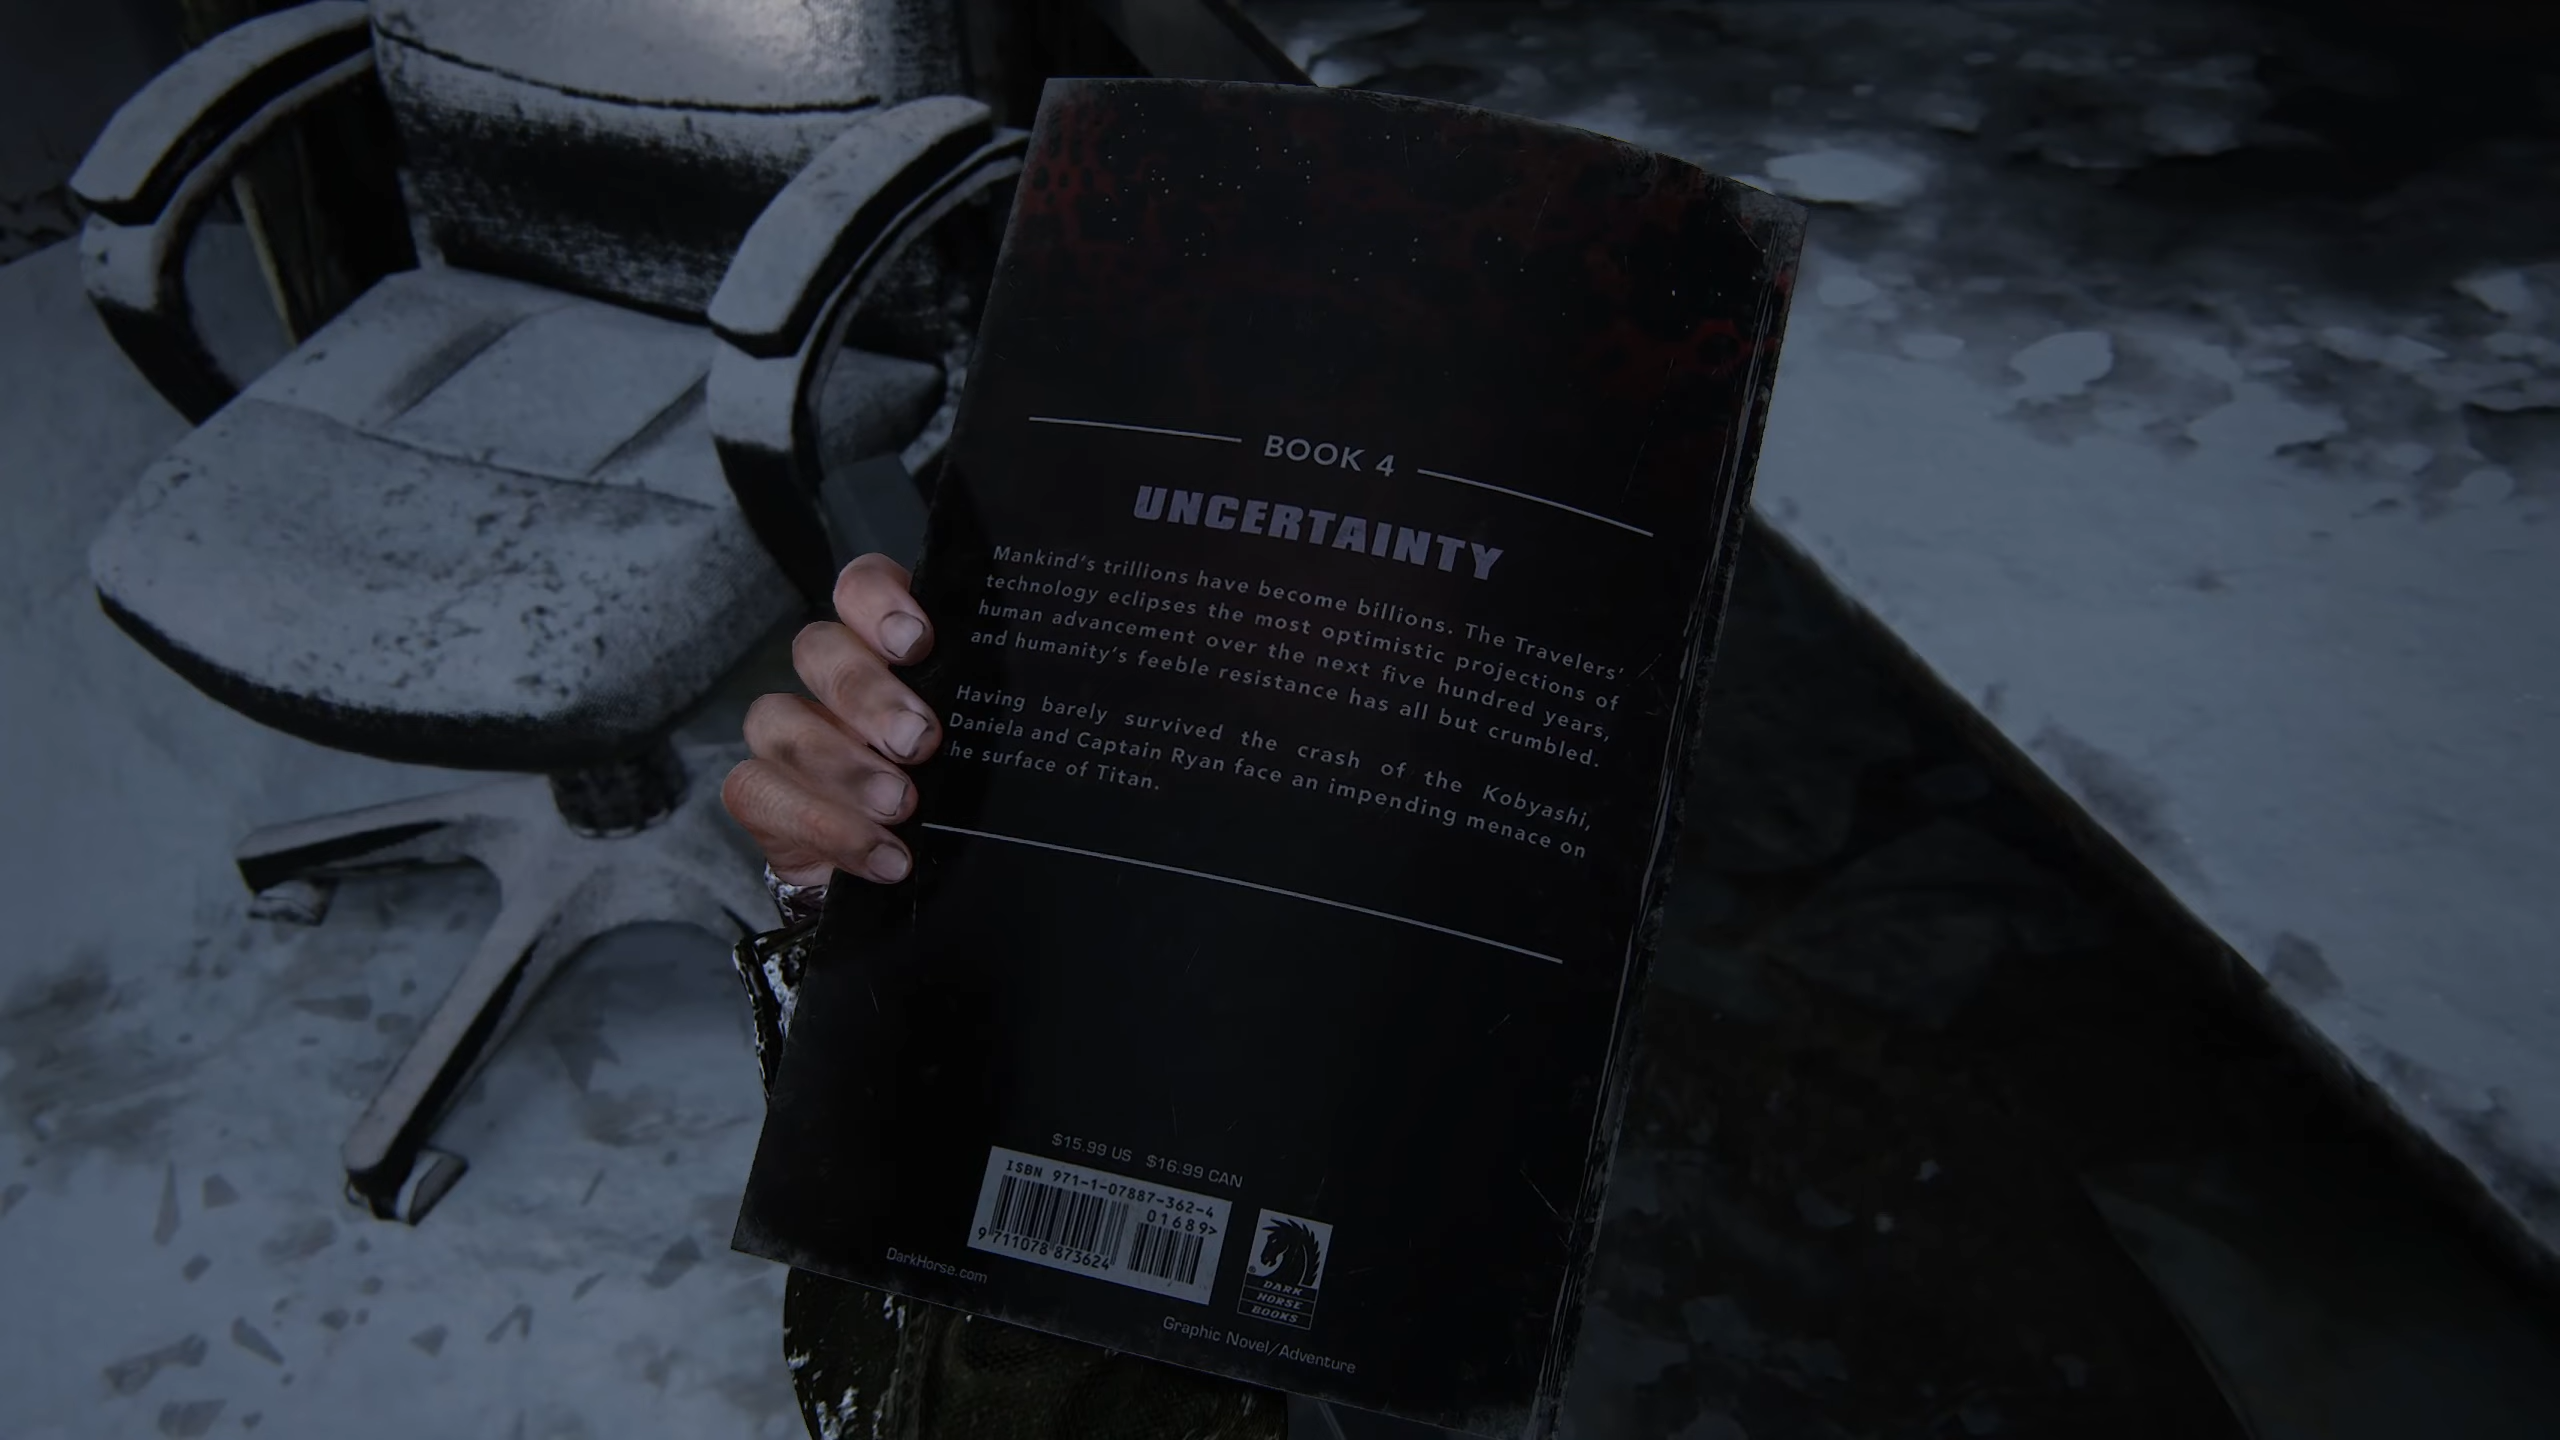 BOOK 4
UNCERTAINTY
Mankind's trillions have become billions. The Travelers'
technology eclipses the most optimistic projections of
human advancement over the next five hundred years,
and humanity's feeble resistance has all but crumbled.
Having barely survived the crash of the Kobyashi,
Daniela and Captain Ryan face an impending menace on
the surface of Titan.
$15.99 US $16.99 CAN
ISBN 971-1-07887-362-4
01689>
9 711078 873624
DarkHorse.com
®
DARK
HORSE
BOOKS
Graphic Novel/Adventure